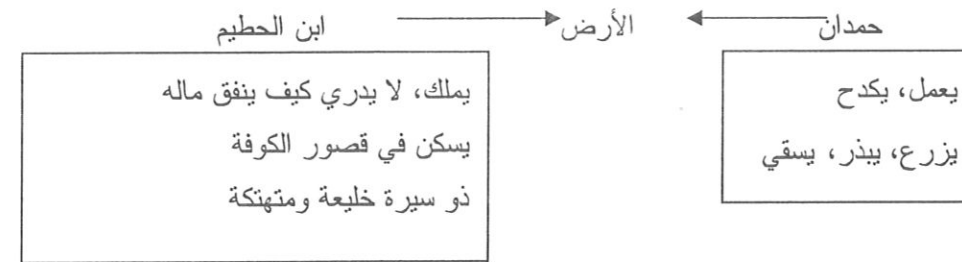 حمدان
الأرض
ابن الحطيم
يعمل، يكدح
يزرع، يبذر، يسقي
يملك، لا يدري كيف ينفق ماله
يسكن في قصور الكوفة
ذو سيرة خليعة ومتهتكة